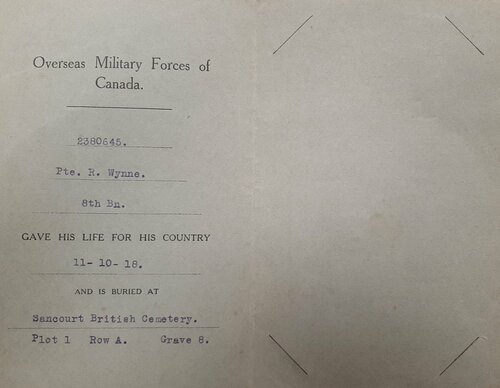 Overseas Military Forces of
Canada.
2380645.
Pte. R. Wynne.
8th Bn.
GAVE HIS LIFE FOR HIS COUNTRY
11-10-18.
AND IS BURIED AT
Sancourt British Cemetery.
Plot 1 Row A. Grave 8.